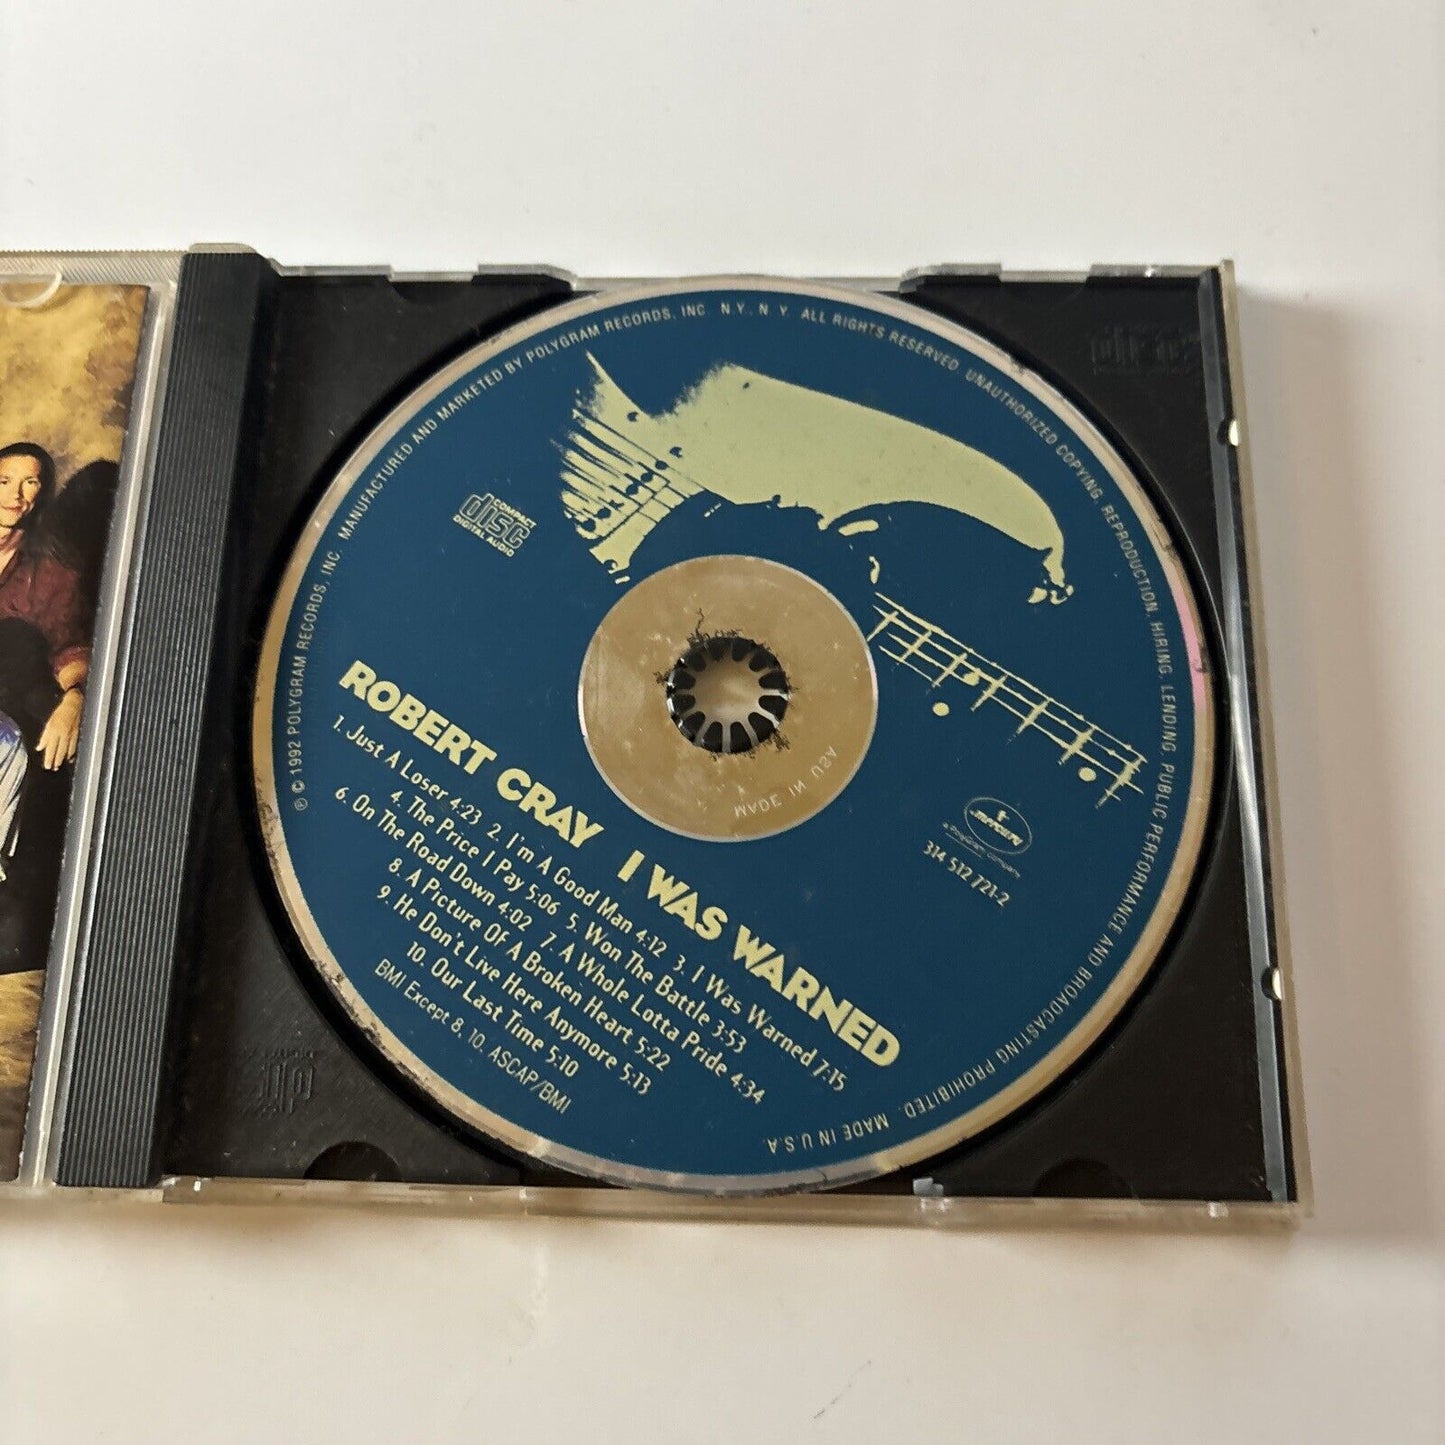 ℗ © 1992 POLYGRAM RECORDS, INC. MANUFACTURED AND MARKETED BY POLYGRAM RECORDS, INC N.Y., N Y. ALL RIGHTS RESERVED. UNAUTHORIZED COPYING, REPRODUCTION, HIRING, LENDING, PUBLIC PERFORMANCE AND BROADCASTING PROHIBITED. MADE IN U.S.A.
COMPACT
disc
DIGITAL AUDIO
MADE IN USA
mercury
a PolyGram company
314 512 721-2
ROBERT CRAY I WAS WARNED
1. Just A Loser 4:23 2. I'm A Good Man 4:12 3. I Was Warned 7:15
4. The Price I Pay 5:06 5. Won The Battle 3:53
6. On The Road Down 4:02 7. A Whole Lotta Pride 4:34
8. A Picture Of A Broken Heart 5:22
9. He Don't Live Here Anymore 5:13
10. Our Last Time 5:10
BMI Except 8, 10. ASCAP/BMI